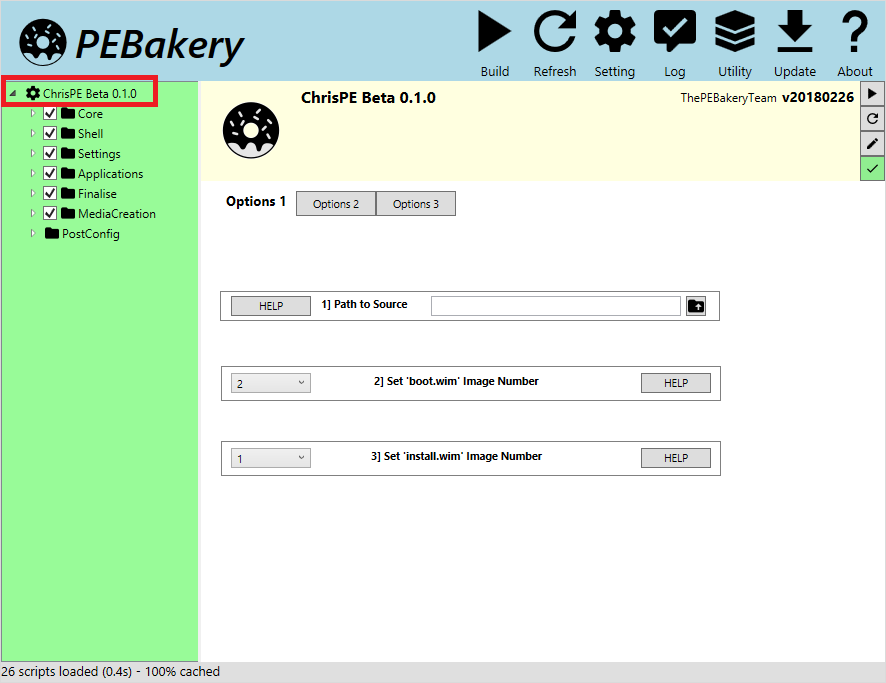 PEBakery
Build Refresh Setting Log Utility Update About
ChrisPE Beta 0.1.0
Core
Shell
Settings
Applications
Finalise
MediaCreation
PostConfig
ChrisPE Beta 0.1.0 ThePEBakeryTeam v20180226
Options 1 Options 2 Options 3
HELP 1] Path to Source
2 2] Set 'boot.wim' Image Number HELP
1 3] Set 'install.wim' Image Number HELP
26 scripts loaded (0.4s) - 100% cached